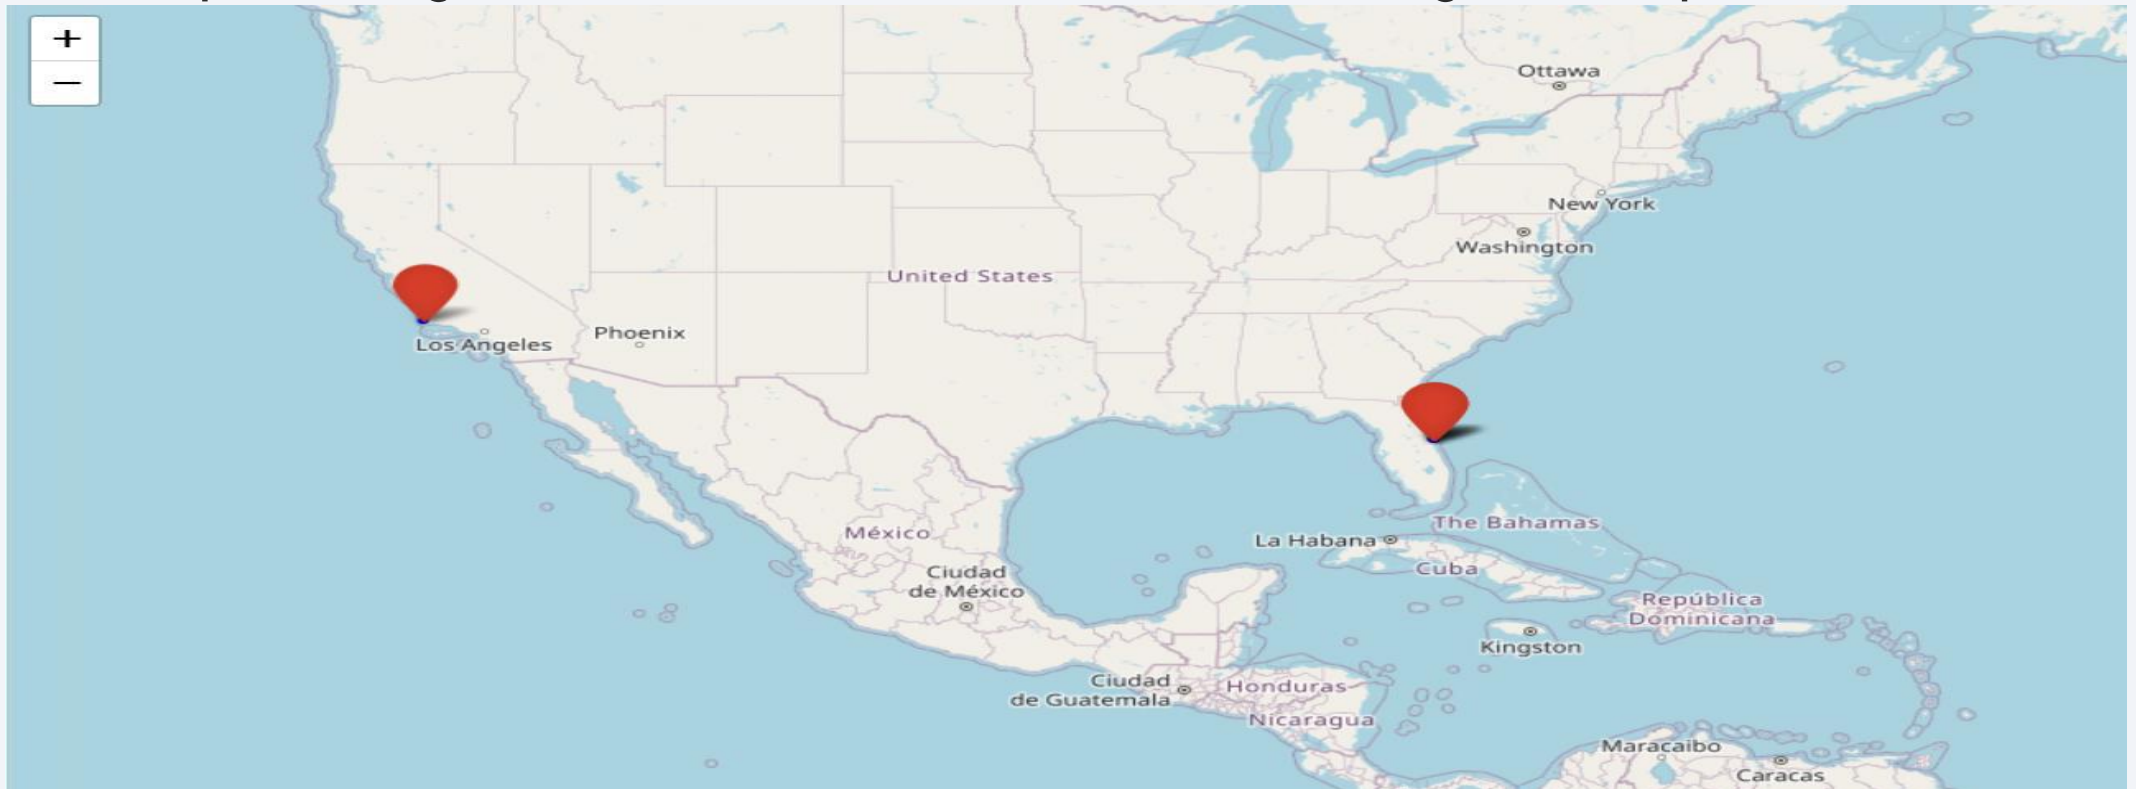 +
−
Ottawa
New York
Washington
United States
Phoenix
Los Angeles
México
The Bahamas
La Habana
Cuba
Ciudad
de México
República
Dominicana
Kingston
Ciudad
de Guatemala
Honduras
Nicaragua
Maracaibo
Caracas